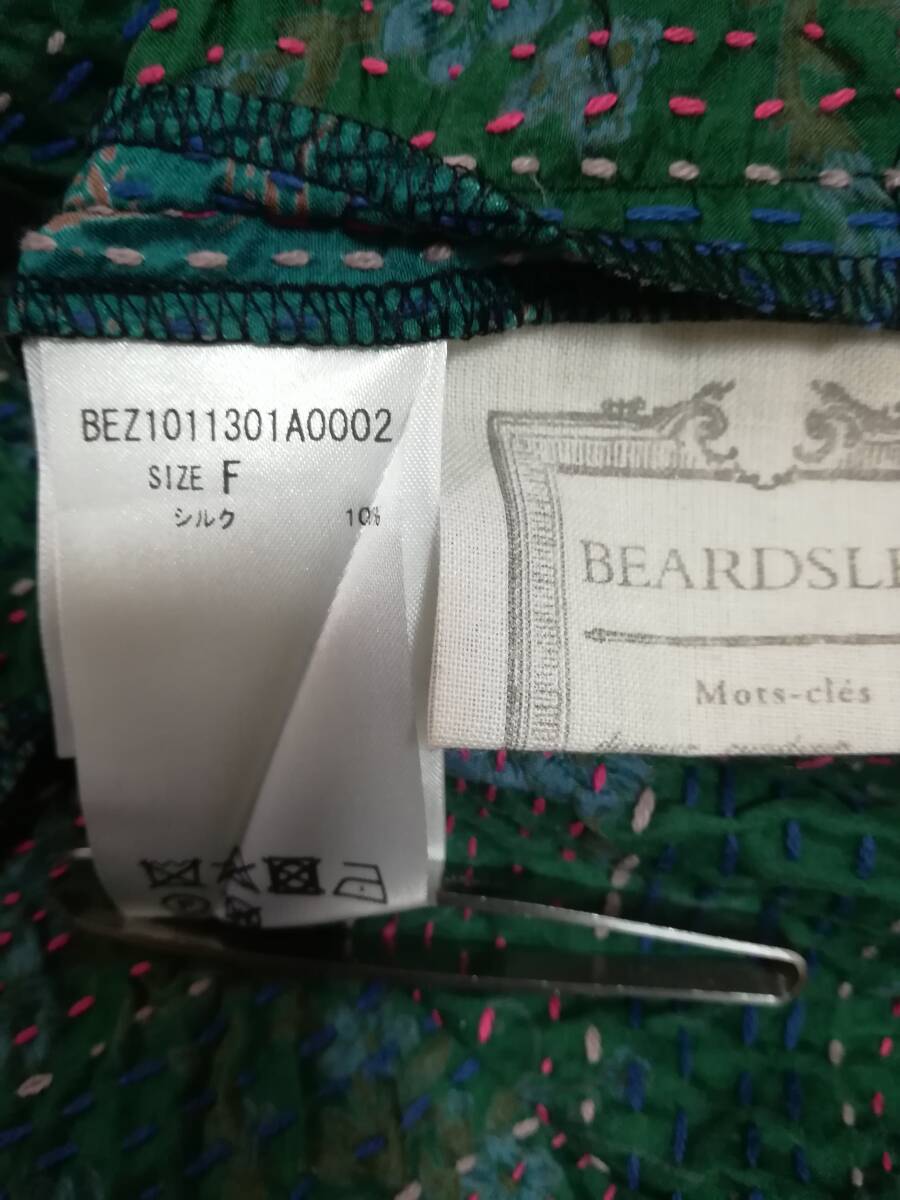 BEZ1011301A0002
SIZE F
シルク 10%
BEARDSLE
Mots-clés